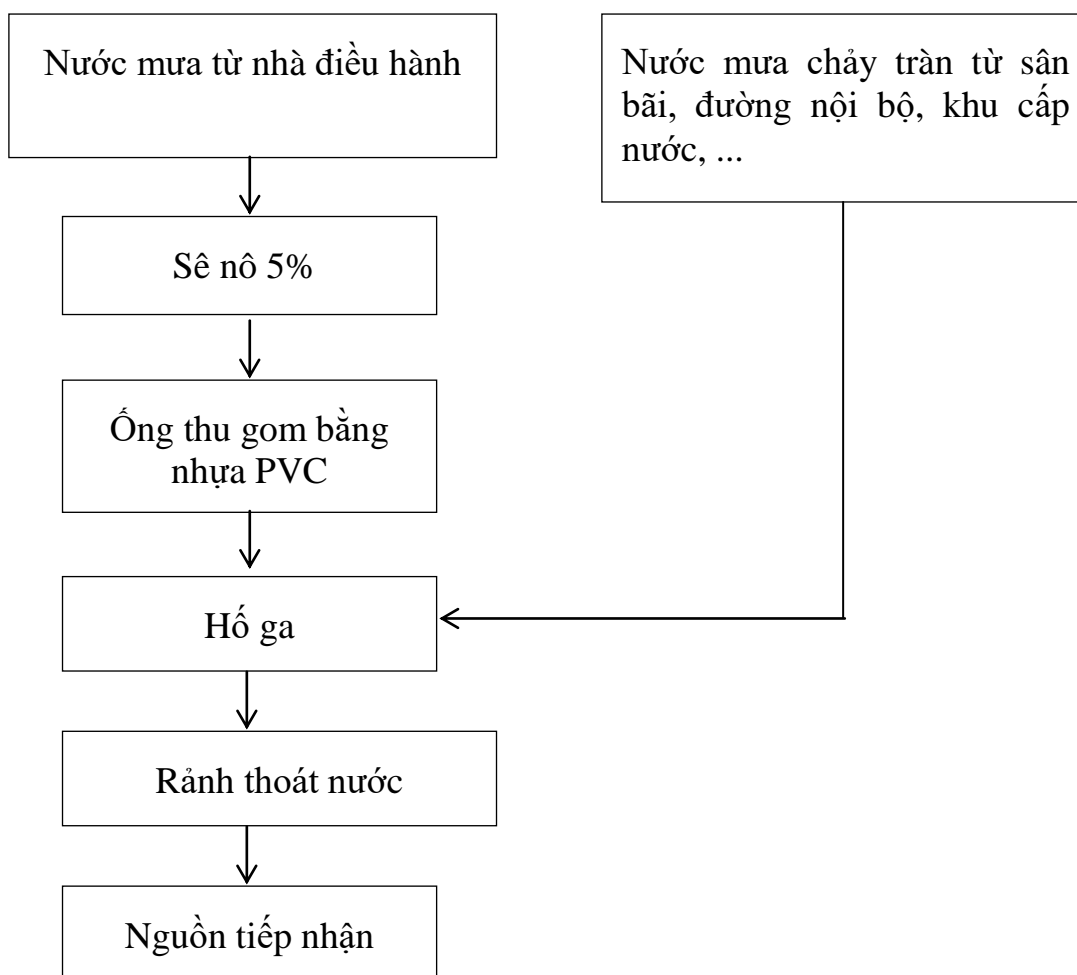 Nước mưa từ nhà điều hành
Nước mưa chảy tràn từ sân
bãi, đường nội bộ, khu cấp
nước, ...
Sê nô 5%
Ống thu gom bằng
nhựa PVC
Hố ga
Rảnh thoát nước
Nguồn tiếp nhận